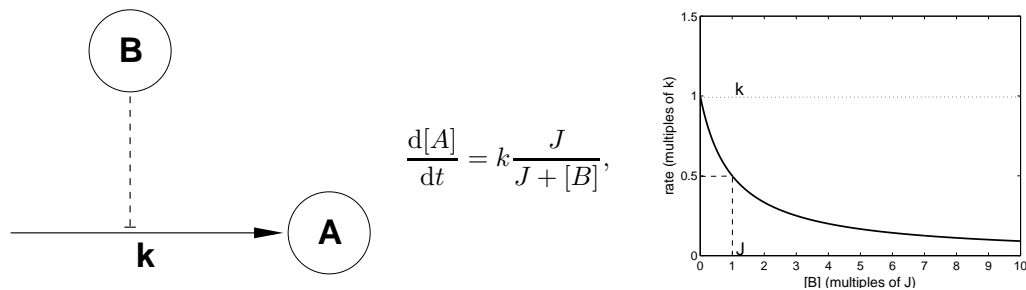 B
k
A
d[A]
dt
= k
J
J + [B]
,
1.5
1
0.5
0
rate (multiples of k)
k
J
0 1 2 3 4 5 6 7 8 9 10
[B] (multiples of J)